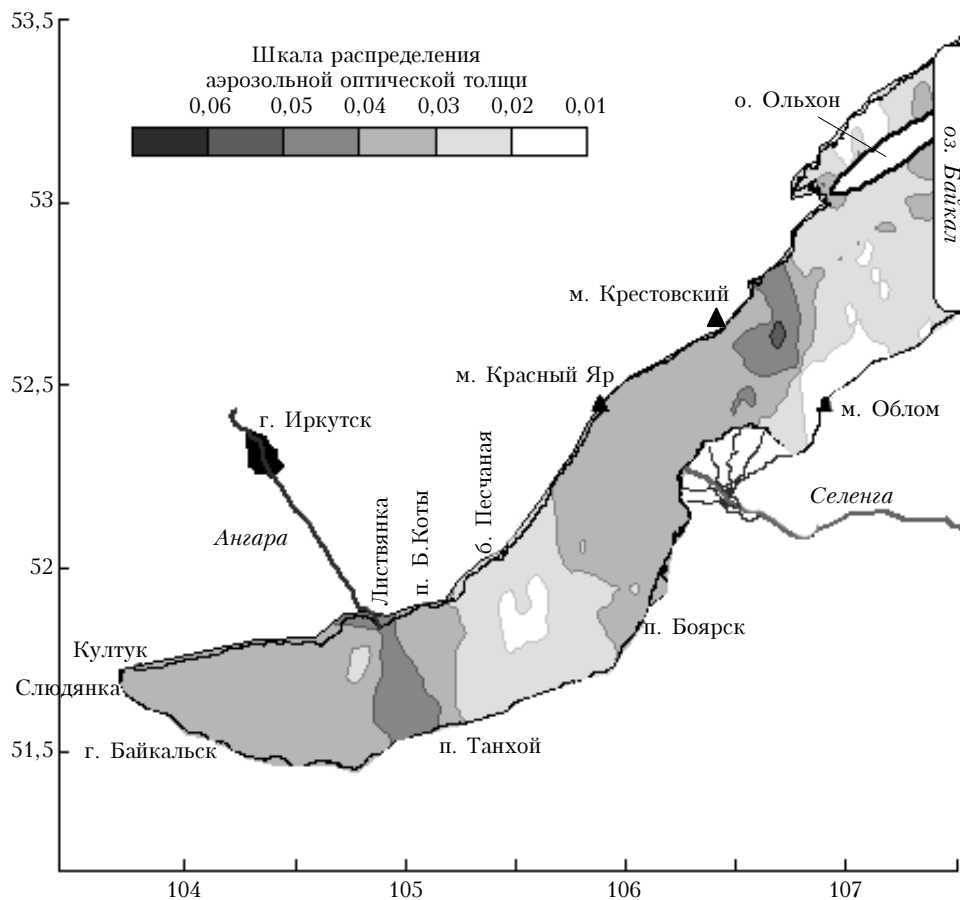 53,5
Шкала распределения
аэрозольной оптической толщи
0,06 0,05 0,04 0,03 0,02 0,01
о. Ольхон
оз. Байкал
53
м. Крестовский
м. Красный Яр
52,5
г. Иркутск
м. Облом
Селенга
б. Песчаная
п. Б.Коты
Листвянка
Ангара
52
п. Боярск
Култук
Слюдянка
г. Байкальск
п. Танхой
51,5
104 105 106 107